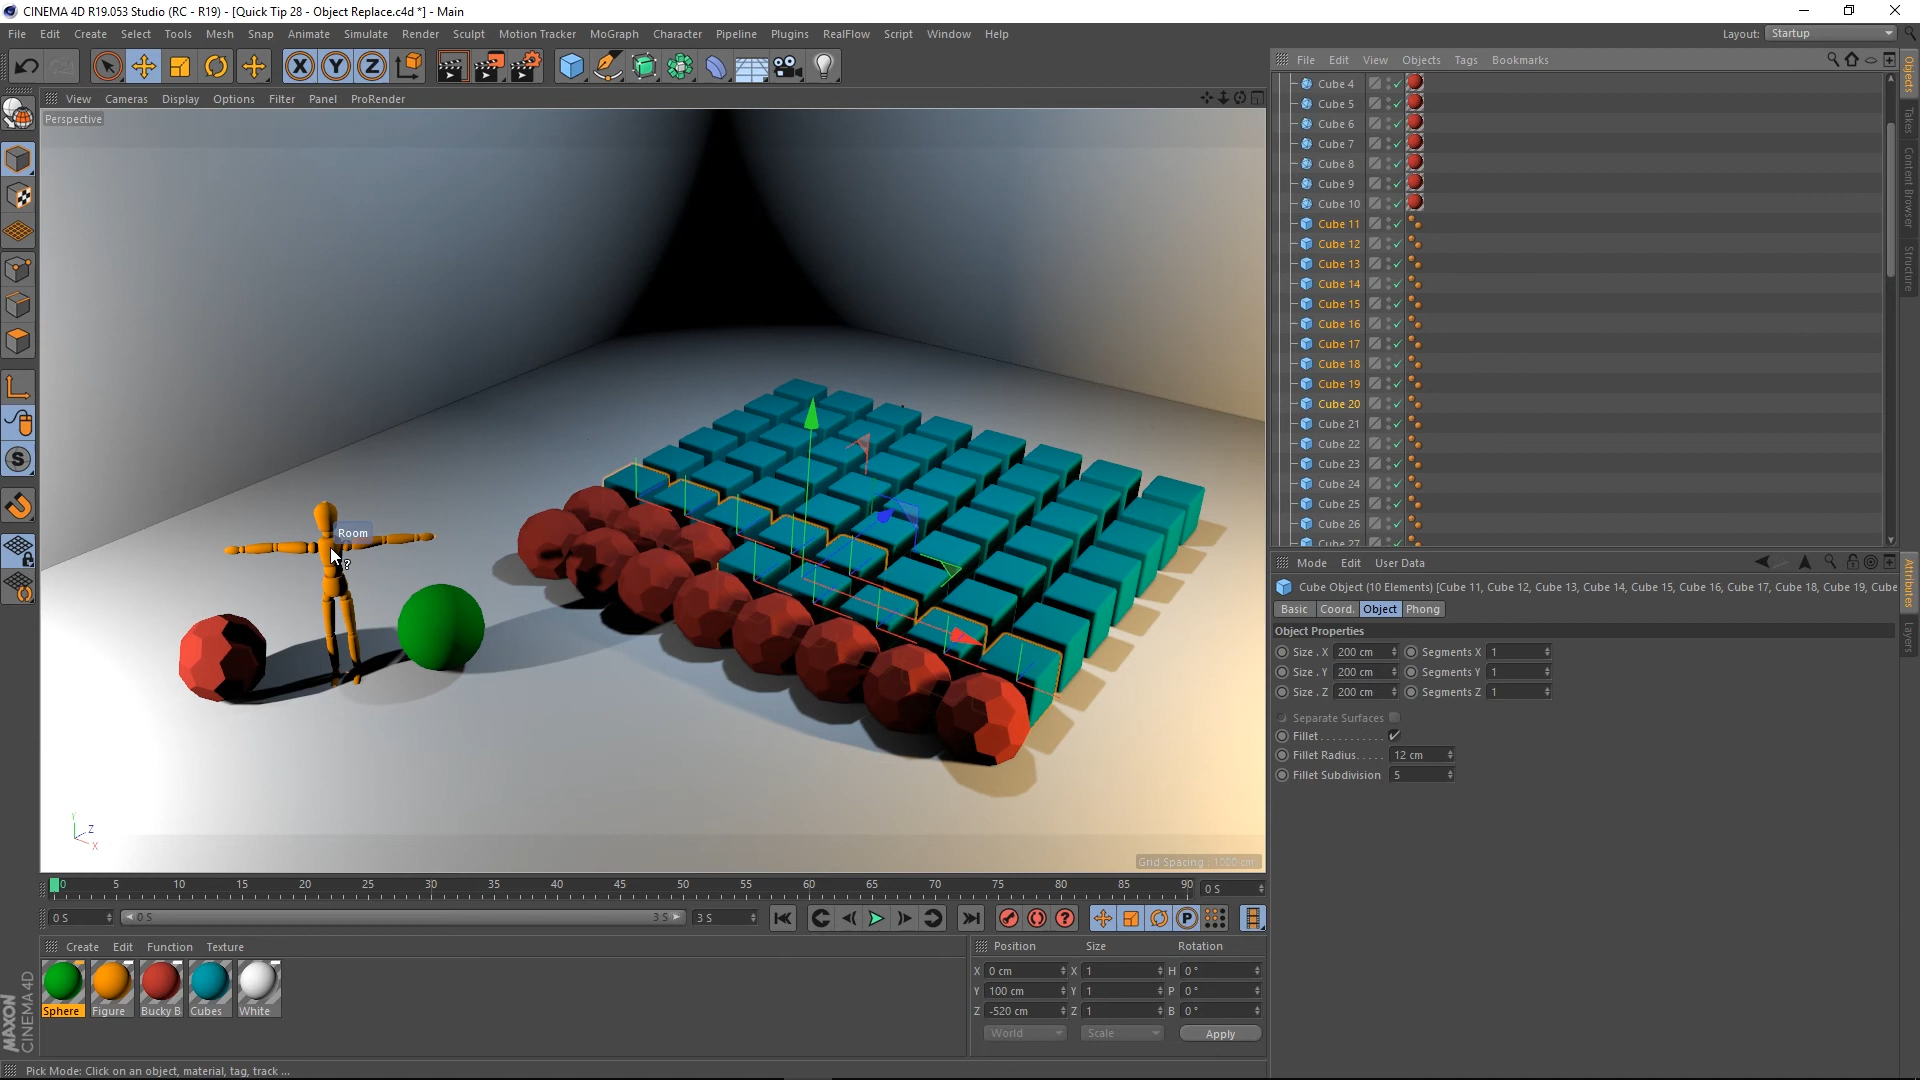 CINEMA 4D R19.053 Studio (RC - R19) - [Quick Tip 28 - Object Replace.c4d *] - Main
File Edit Create Select Tools Mesh Snap Animate Simulate Render Sculpt Motion Tracker MoGraph Character Pipeline Plugins RealFlow Script Window Help
Layout: Startup
X Y Z
File Edit View Objects Tags Bookmarks
View Cameras Display Options Filter Panel ProRender
Perspective
Cube 4
Cube 5
Cube 6
Cube 7
Cube 8
Cube 9
Cube 10
Cube 11
Cube 12
Cube 13
Cube 14
Cube 15
Cube 16
Cube 17
Cube 18
Cube 19
Cube 20
Cube 21
Cube 22
Cube 23
Cube 24
Cube 25
Cube 26
Cube 27
Objects
Takes
Content Browser
Structure
Room
Mode Edit User Data
Cube Object (10 Elements) [Cube 11, Cube 12, Cube 13, Cube 14, Cube 15, Cube 16, Cube 17, Cube 18, Cube 19, Cube
Basic Coord. Object Phong
Object Properties
Size . X 200 cm Segments X 1
Size . Y 200 cm Segments Y 1
Size . Z 200 cm Segments Z 1
Separate Surfaces
Fillet . . . . . . . . . . .
Fillet Radius. . . . . 12 cm
Fillet Subdivision 5
Attributes
Layers
Y
Z
X
Grid Spacing : 1000 cm
0 5 10 15 20 25 30 35 40 45 50 55 60 65 70 75 80 85 90 0 S
0 S 0 S 3 S 3 S
P
Create Edit Function Texture
Sphere Figure Bucky B Cubes White
Position Size Rotation
X 0 cm X 1 H 0°
Y 100 cm Y 1 P 0°
Z -520 cm Z 1 B 0°
World Scale Apply
MAXON
CINEMA 4D
Pick Mode: Click on an object, material, tag, track ...